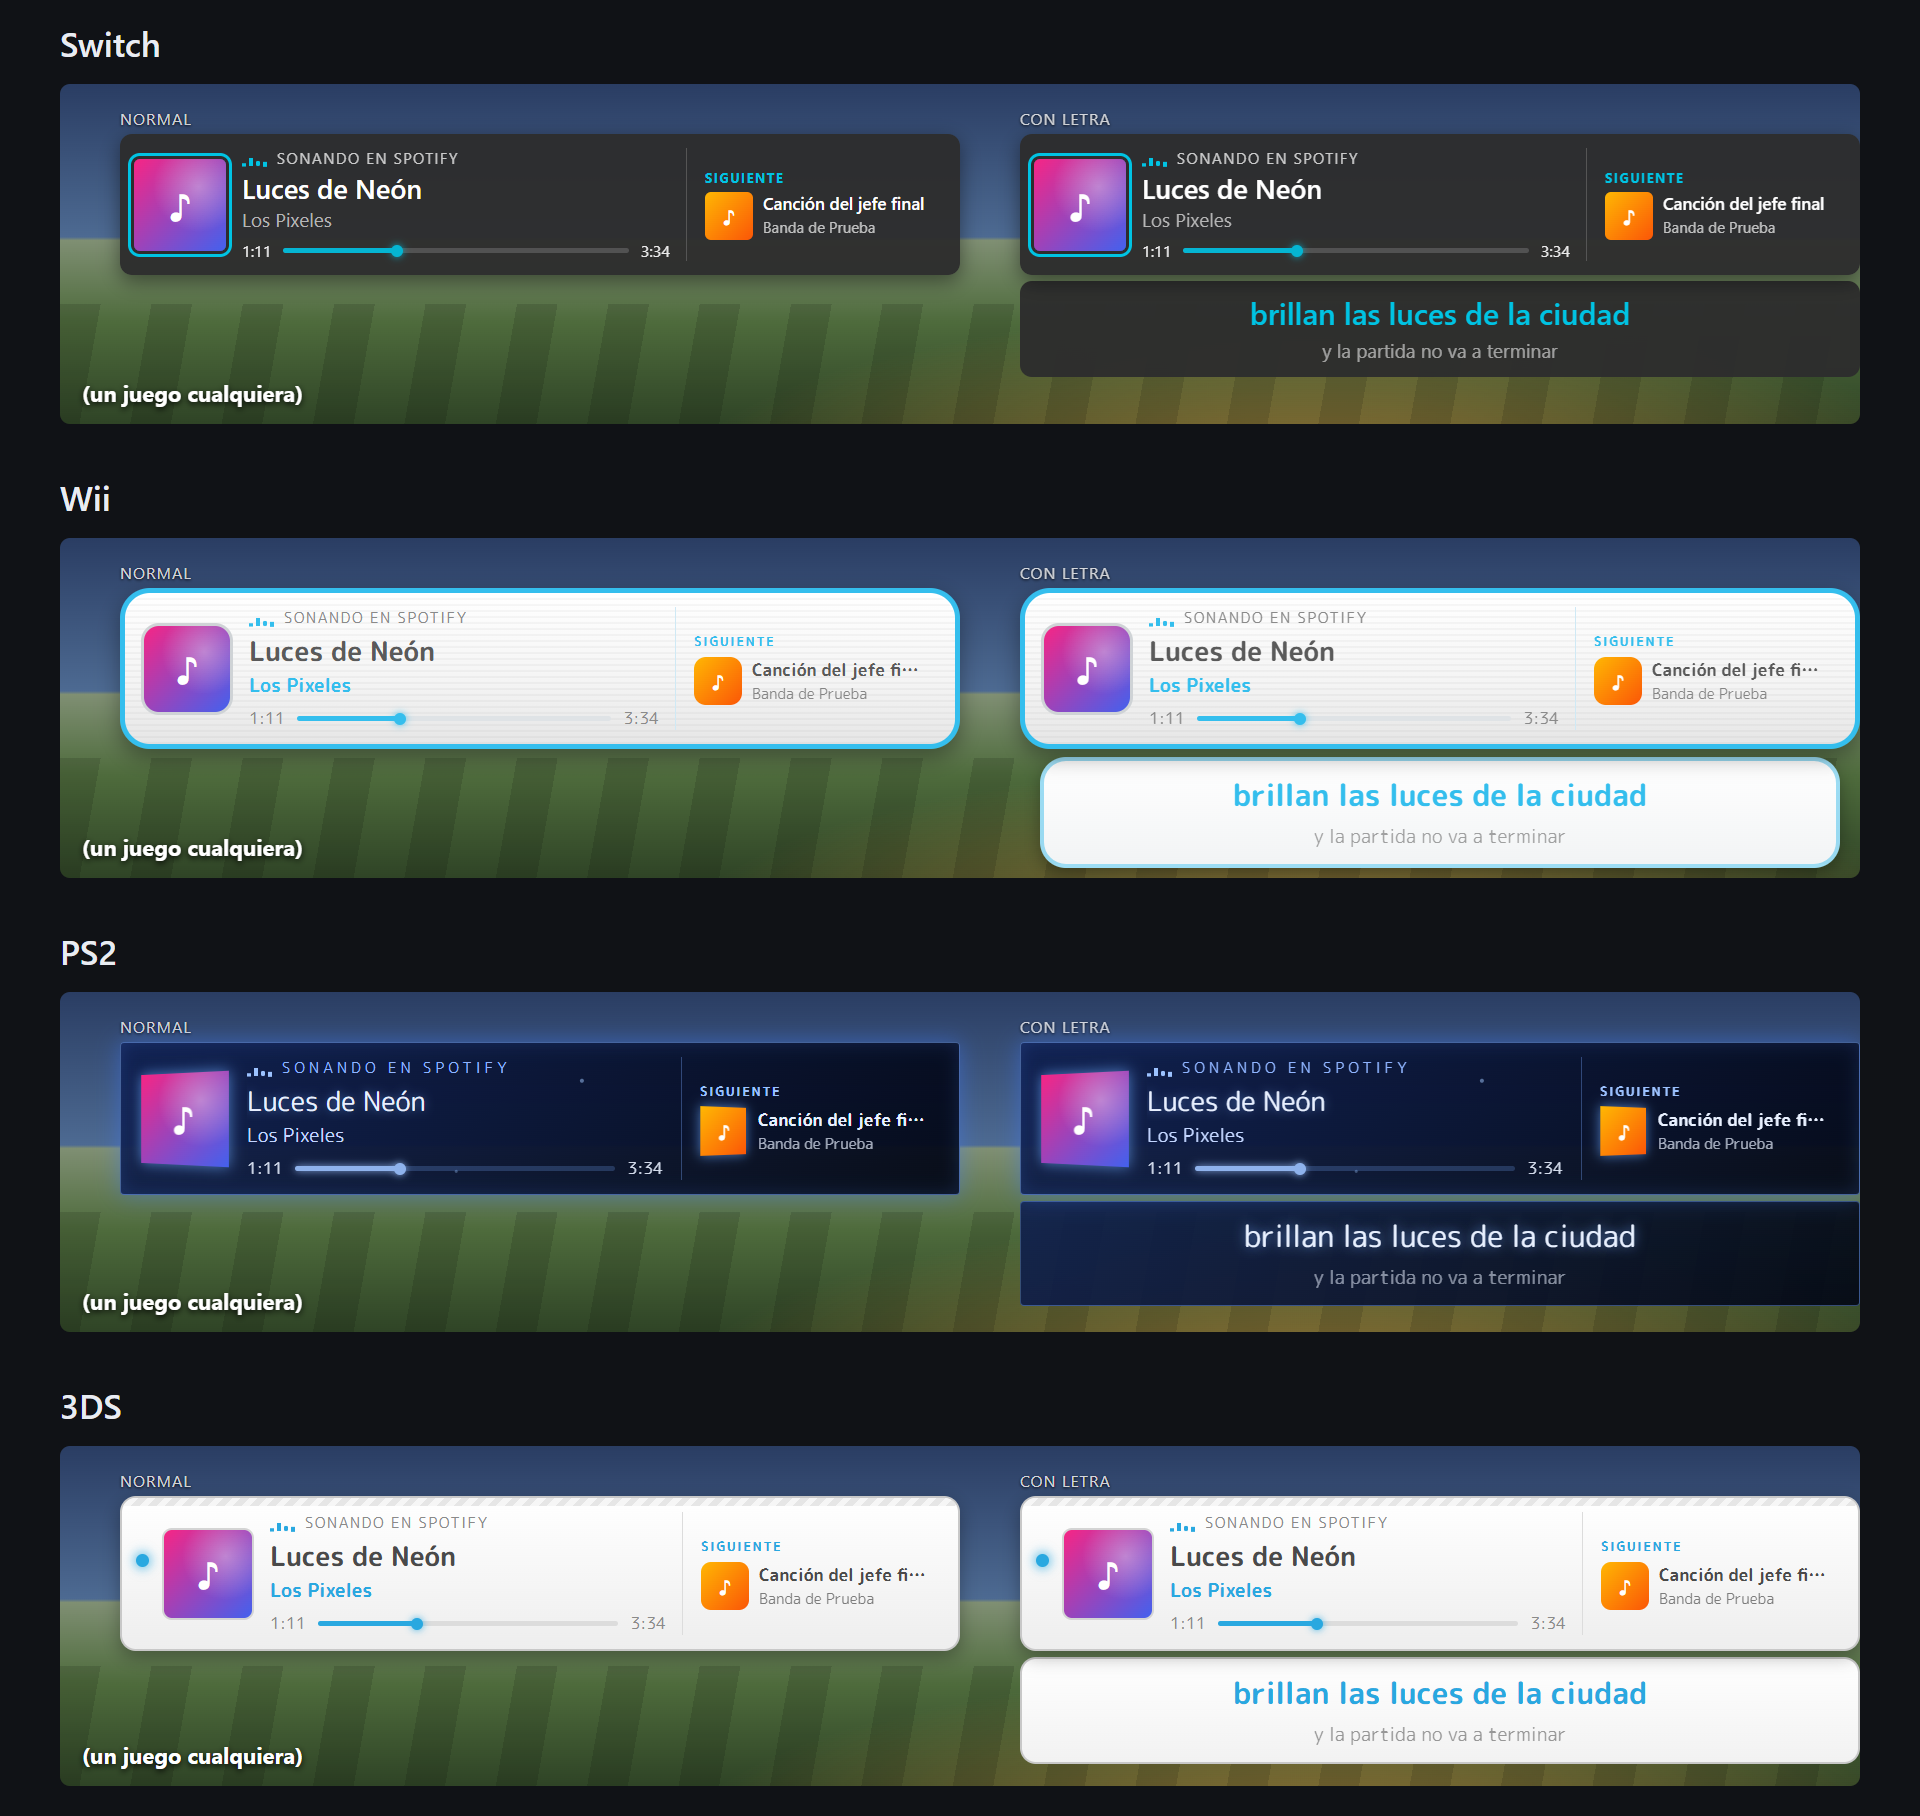 Switch
NORMAL
SONANDO EN SPOTIFY
Luces de Neón
Los Pixeles
1:11 3:34
SIGUIENTE
Canción del jefe final
Banda de Prueba
(un juego cualquiera)
CON LETRA
SONANDO EN SPOTIFY
Luces de Neón
Los Pixeles
1:11 3:34
SIGUIENTE
Canción del jefe final
Banda de Prueba
brillan las luces de la ciudad
y la partida no va a terminar
Wii
NORMAL
SONANDO EN SPOTIFY
Luces de Neón
Los Pixeles
1:11 3:34
SIGUIENTE
Canción del jefe fi…
Banda de Prueba
(un juego cualquiera)
CON LETRA
SONANDO EN SPOTIFY
Luces de Neón
Los Pixeles
1:11 3:34
SIGUIENTE
Canción del jefe fi…
Banda de Prueba
brillan las luces de la ciudad
y la partida no va a terminar
PS2
NORMAL
SONANDO EN SPOTIFY
Luces de Neón
Los Pixeles
1:11 3:34
SIGUIENTE
Canción del jefe fi…
Banda de Prueba
(un juego cualquiera)
CON LETRA
SONANDO EN SPOTIFY
Luces de Neón
Los Pixeles
1:11 3:34
SIGUIENTE
Canción del jefe fi…
Banda de Prueba
brillan las luces de la ciudad
y la partida no va a terminar
3DS
NORMAL
SONANDO EN SPOTIFY
Luces de Neón
Los Pixeles
1:11 3:34
SIGUIENTE
Canción del jefe fi…
Banda de Prueba
(un juego cualquiera)
CON LETRA
SONANDO EN SPOTIFY
Luces de Neón
Los Pixeles
1:11 3:34
SIGUIENTE
Canción del jefe fi…
Banda de Prueba
brillan las luces de la ciudad
y la partida no va a terminar